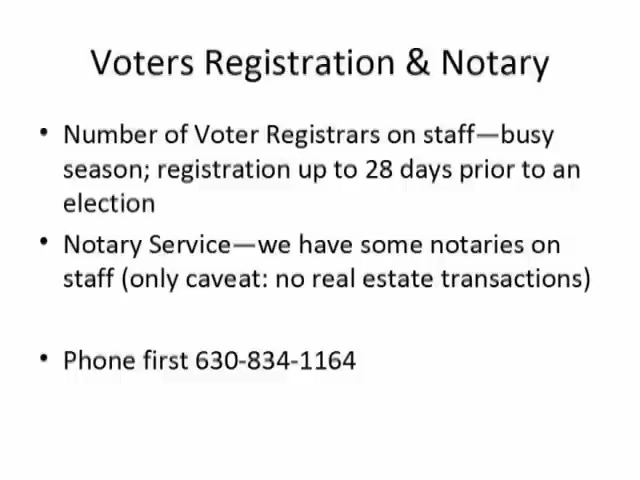 Voters Registration & Notary
• Number of Voter Registrars on staff—busy
season; registration up to 28 days prior to an
election
• Notary Service—we have some notaries on
staff (only caveat: no real estate transactions)
• Phone first 630-834-1164